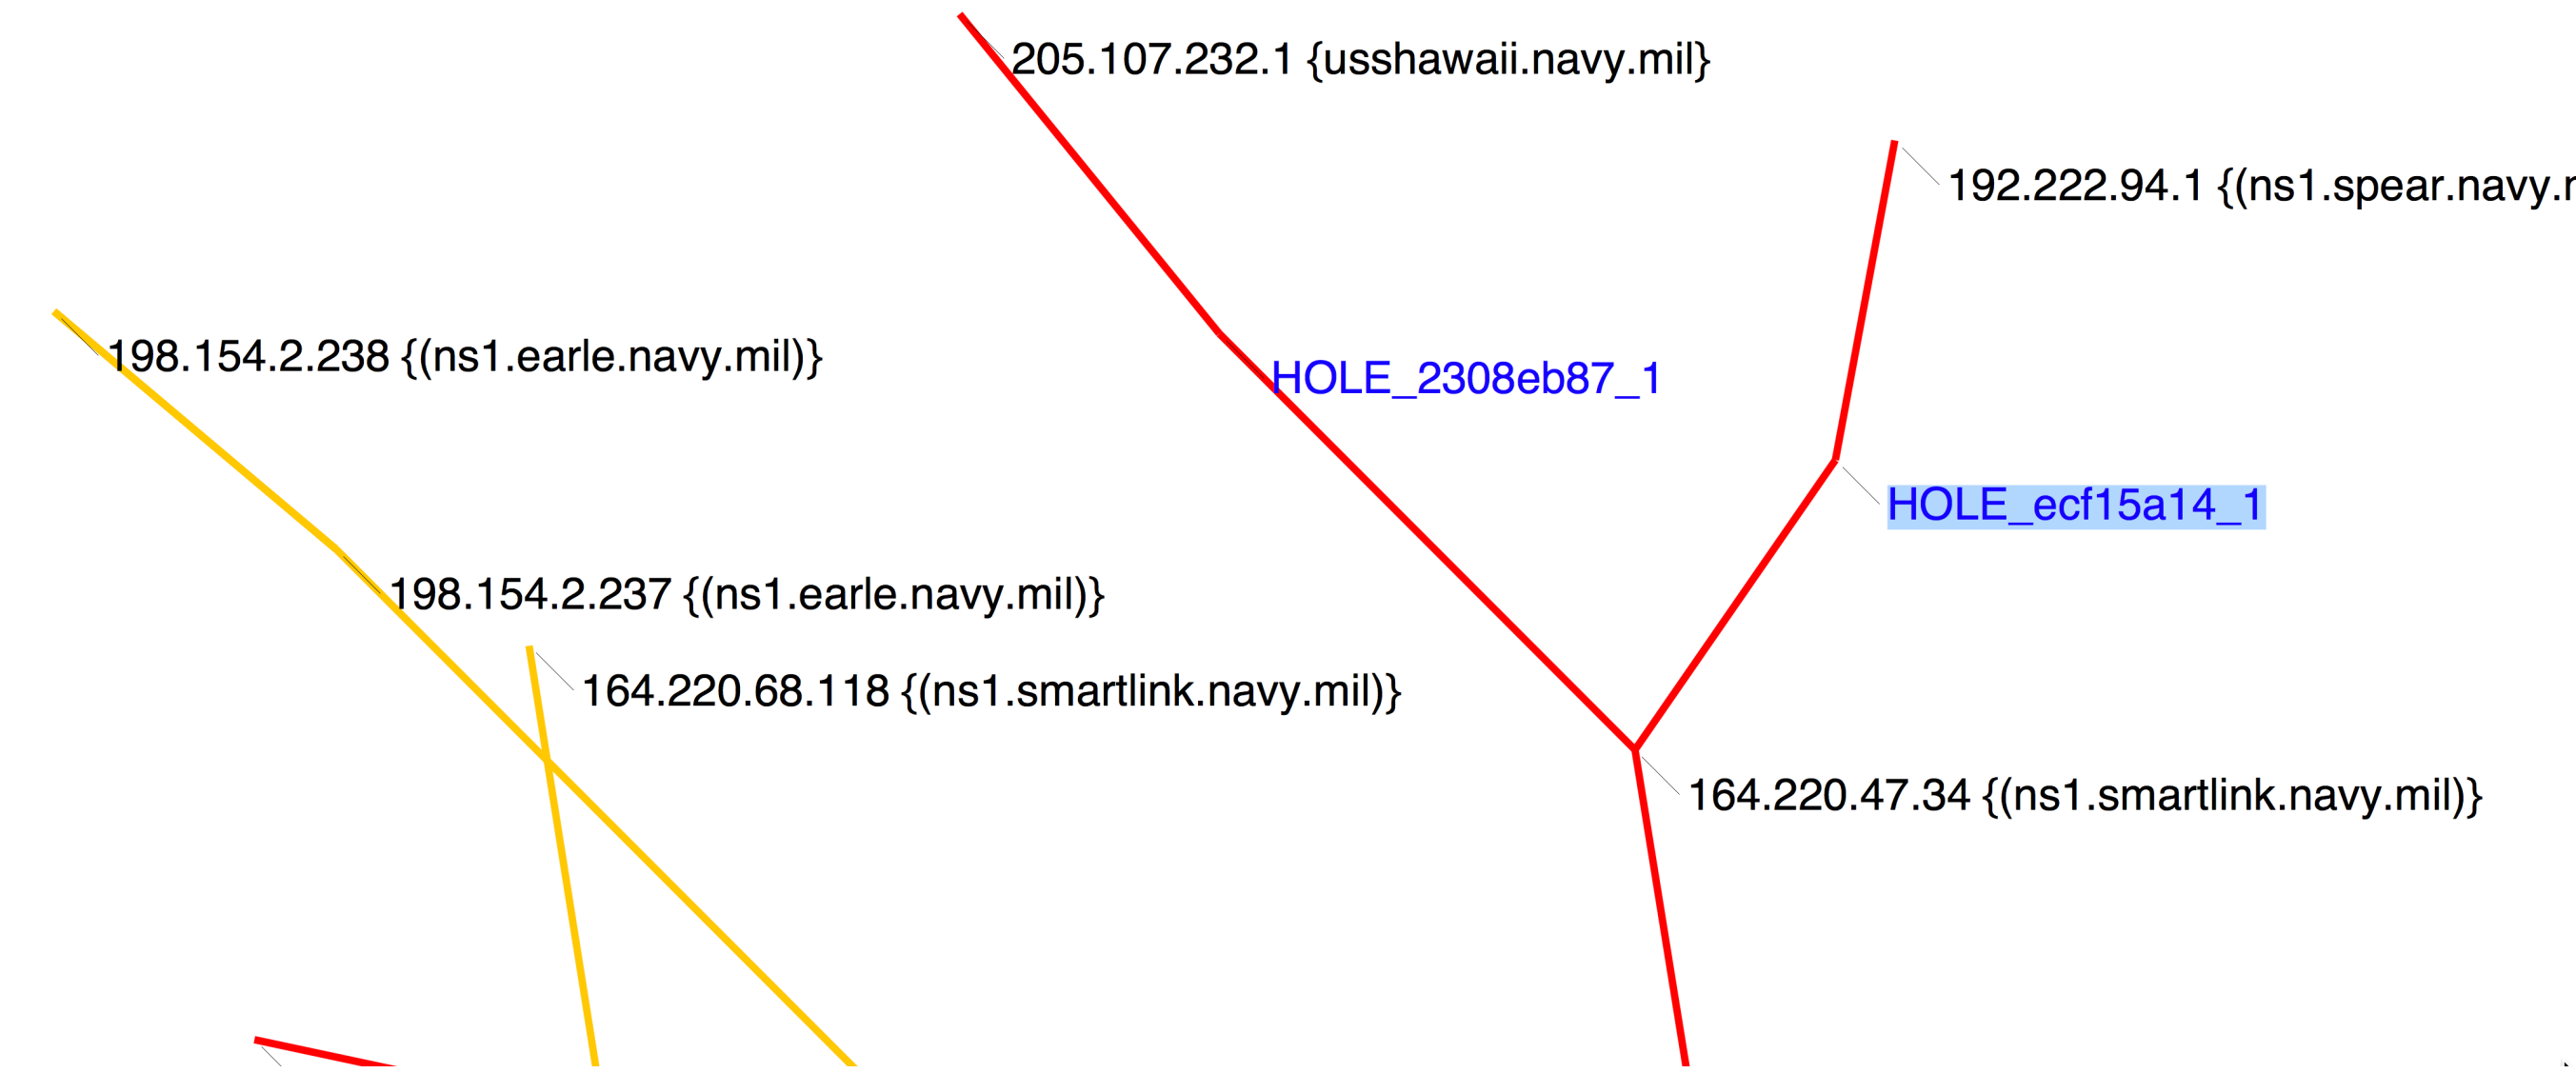 205.107.232.1 {usshawaii.navy.mil}
192.222.94.1 {(ns1.spear.navy.
198.154.2.238 {(ns1.earle.navy.mil)}
HOLE_2308eb87_1
HOLE_ecf15a14_1
198.154.2.237 {(ns1.earle.navy.mil)}
164.220.68.118 {(ns1.smartlink.navy.mil)}
164.220.47.34 {(ns1.smartlink.navy.mil)}